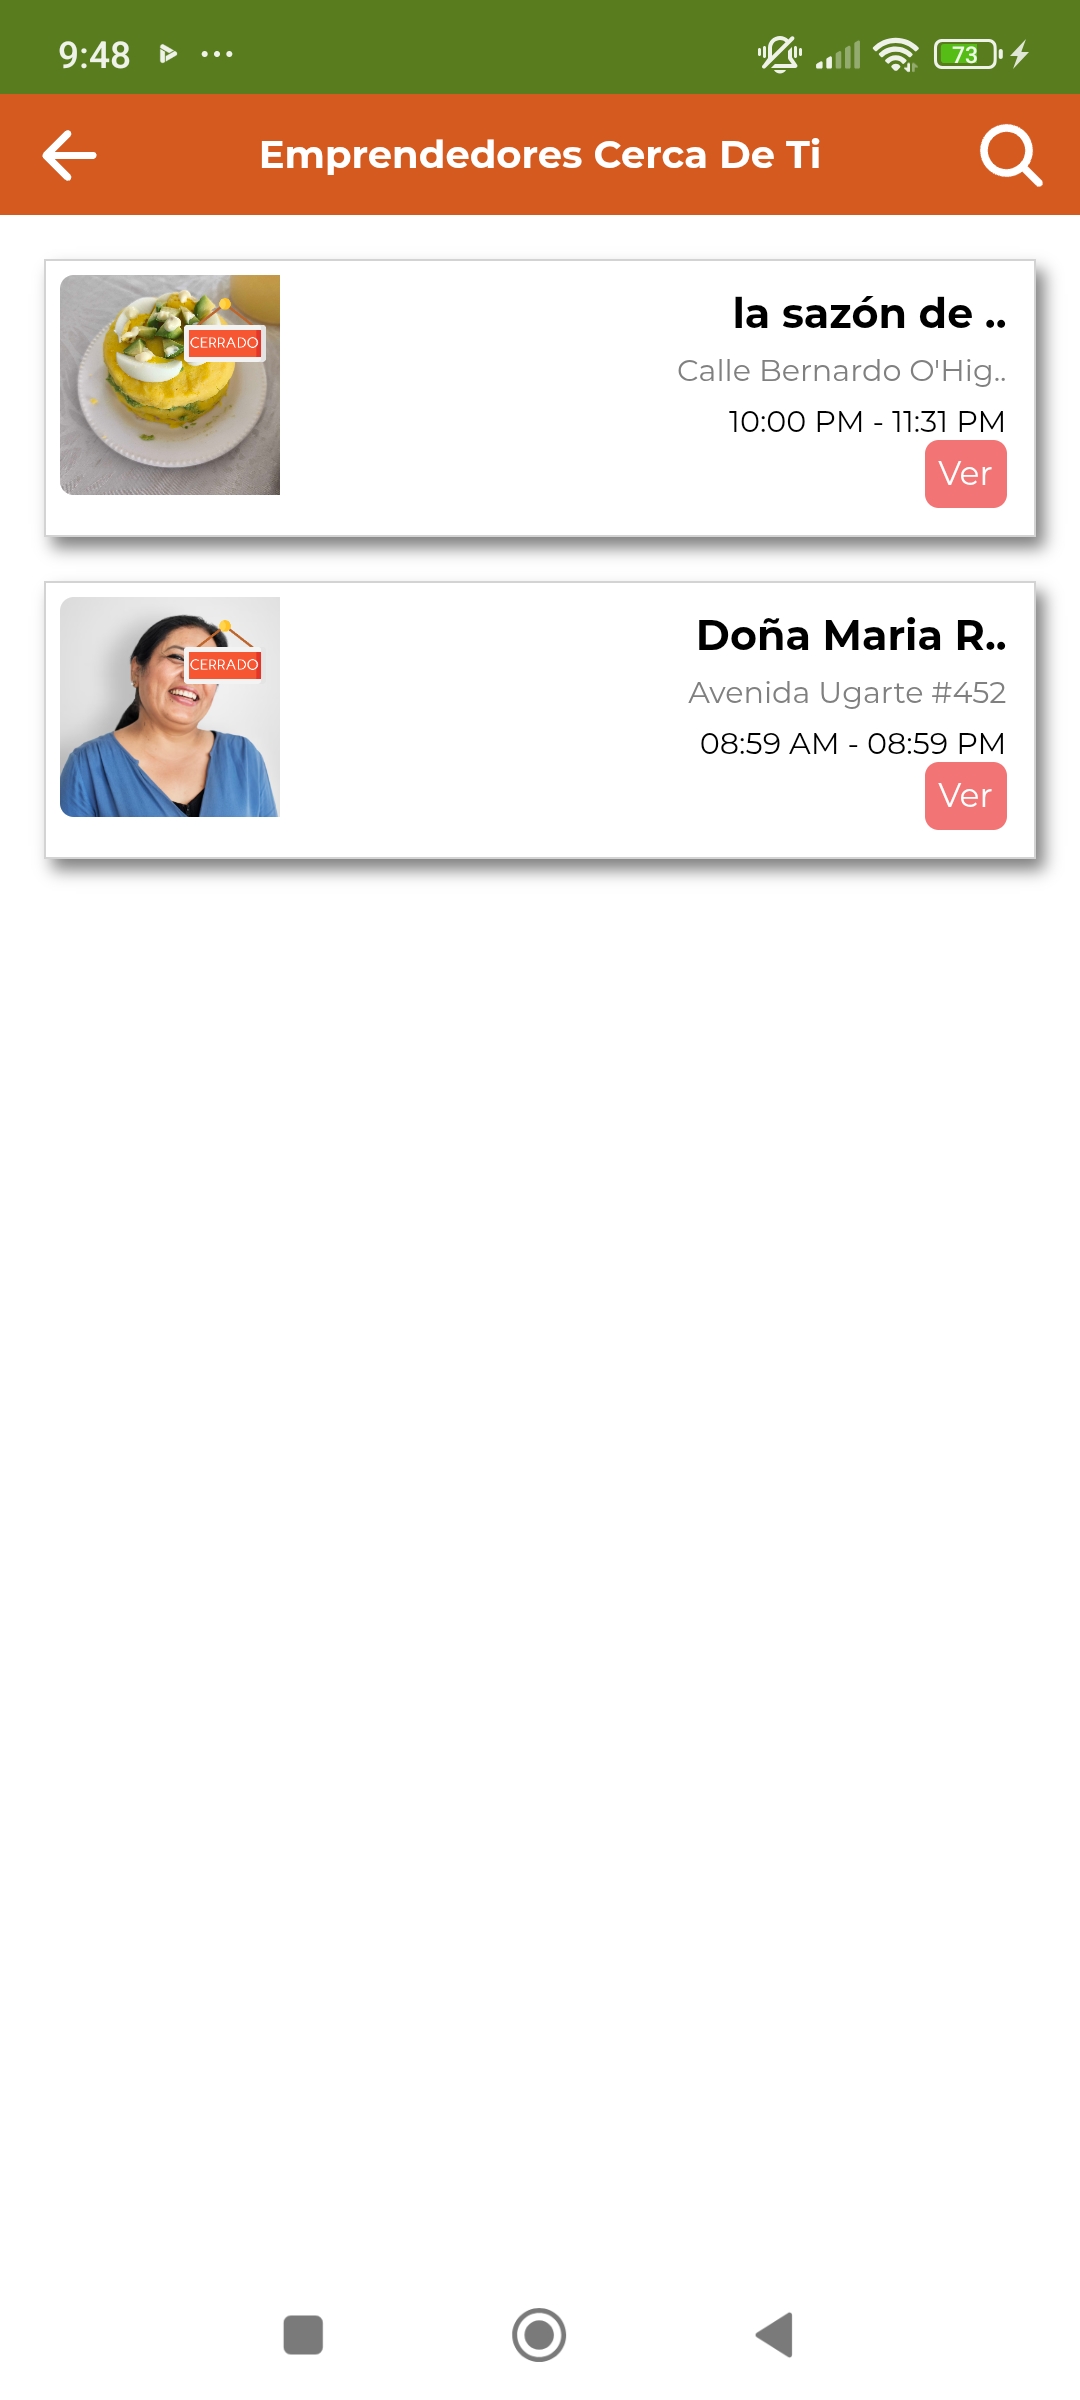 9:48
73
Emprendedores Cerca De Ti
CERRADO
la sazón de ..
Calle Bernardo O'Hig..
10:00 PM - 11:31 PM
Ver
CERRADO
Doña Maria R..
Avenida Ugarte #452
08:59 AM - 08:59 PM
Ver